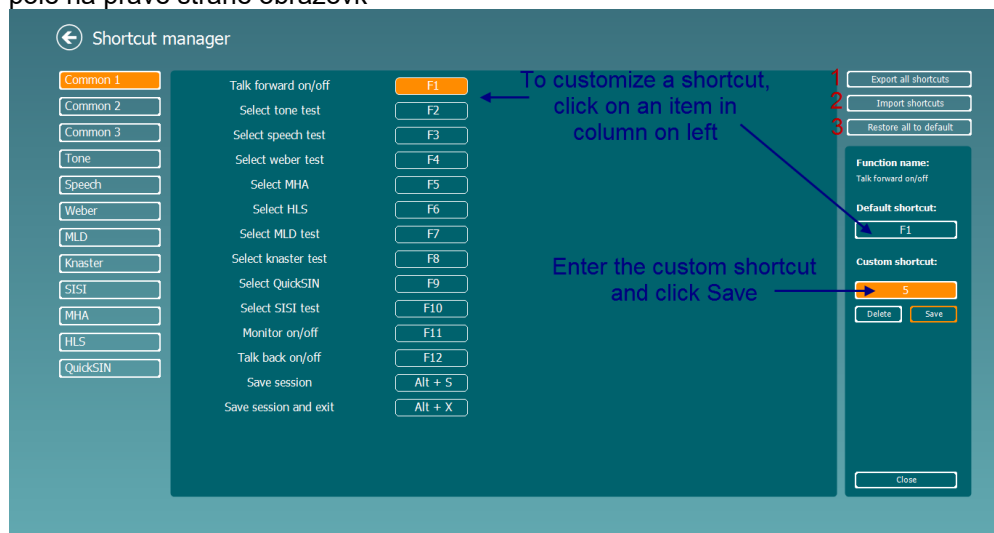 pole na pravé straně obrazovk
Shortcut manager
Common 1
Common 2
Common 3
Tone
Speech
Weber
MLD
Knaster
SISI
MHA
HLS
QuickSIN
Talk forward on/off F1
Select tone test F2
Select speech test F3
Select weber test F4
Select MHA F5
Select HLS F6
Select MLD test F7
Select knaster test F8
Select QuickSIN F9
Select SISI test F10
Monitor on/off F11
Talk back on/off F12
Save session Alt + S
Save session and exit Alt + X
To customize a shortcut,
click on an item in
column on left
Enter the custom shortcut
and click Save
1 Export all shortcuts
2 Import shortcuts
3 Restore all to default
Function name:
Talk forward on/off
Default shortcut:
F1
Custom shortcut:
5
Delete Save
Close